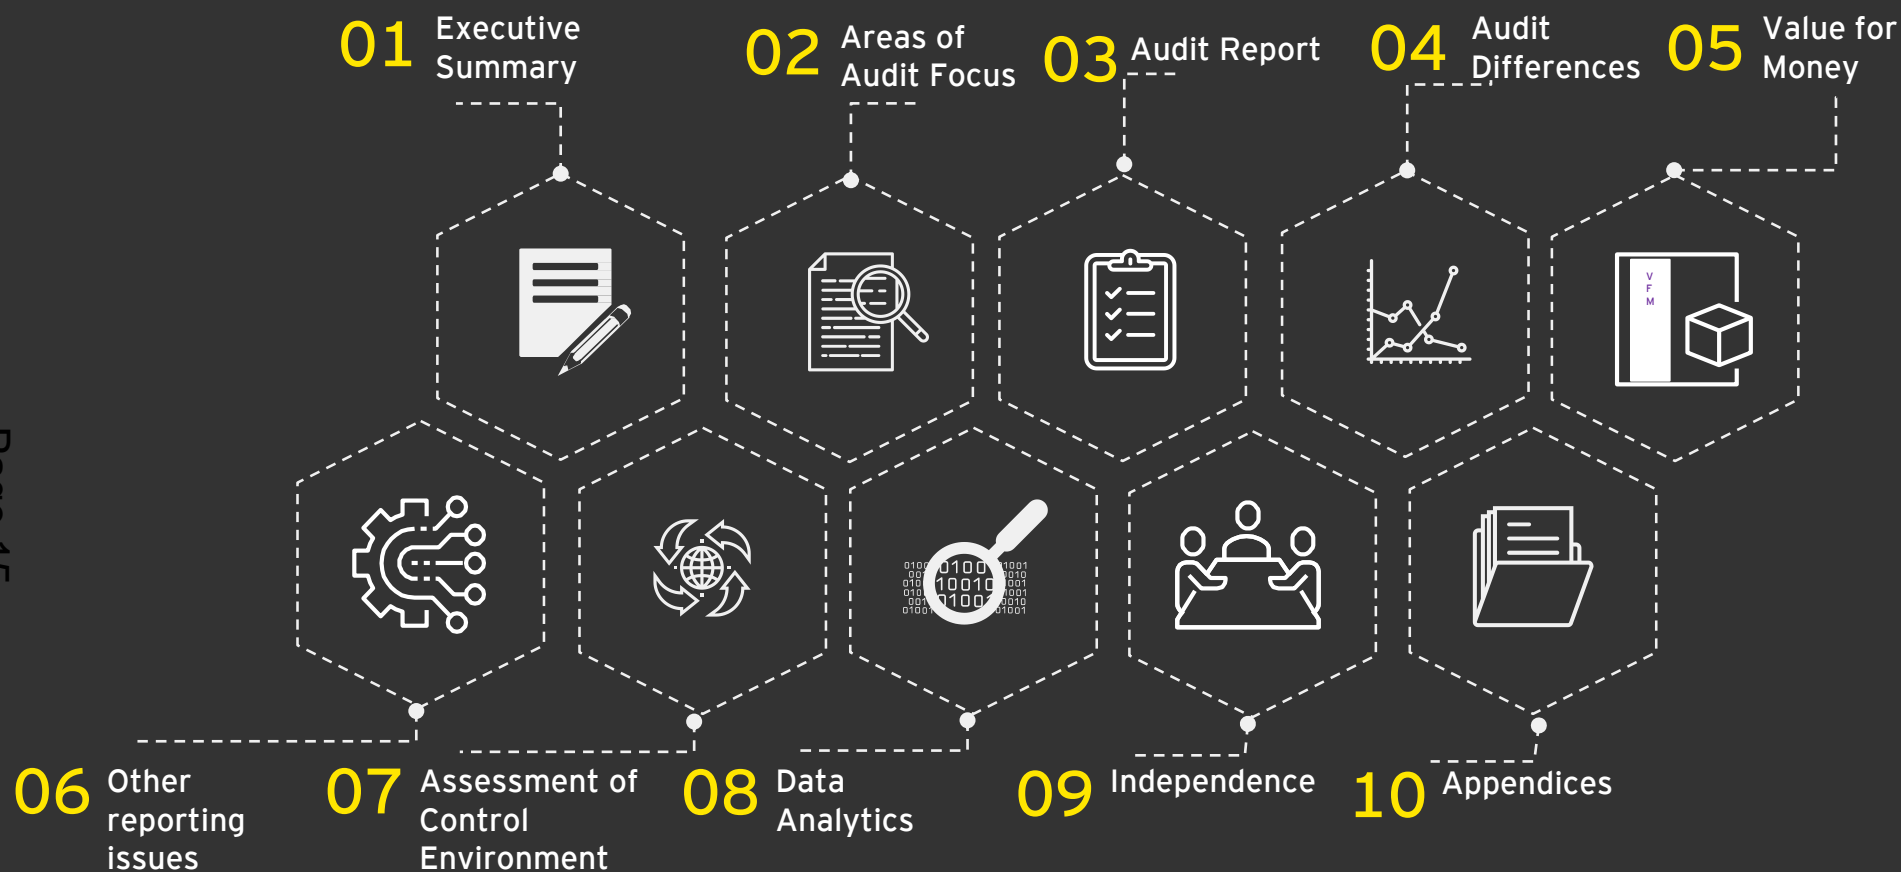 01 Executive
Summary
02 Areas of
Audit Focus
03 Audit Report
04 Audit
Differences
05 Value for
Money
V
F
M
06 Other
reporting
issues
07 Assessment of
Control
Environment
08 Data
Analytics
09 Independence
10 Appendices